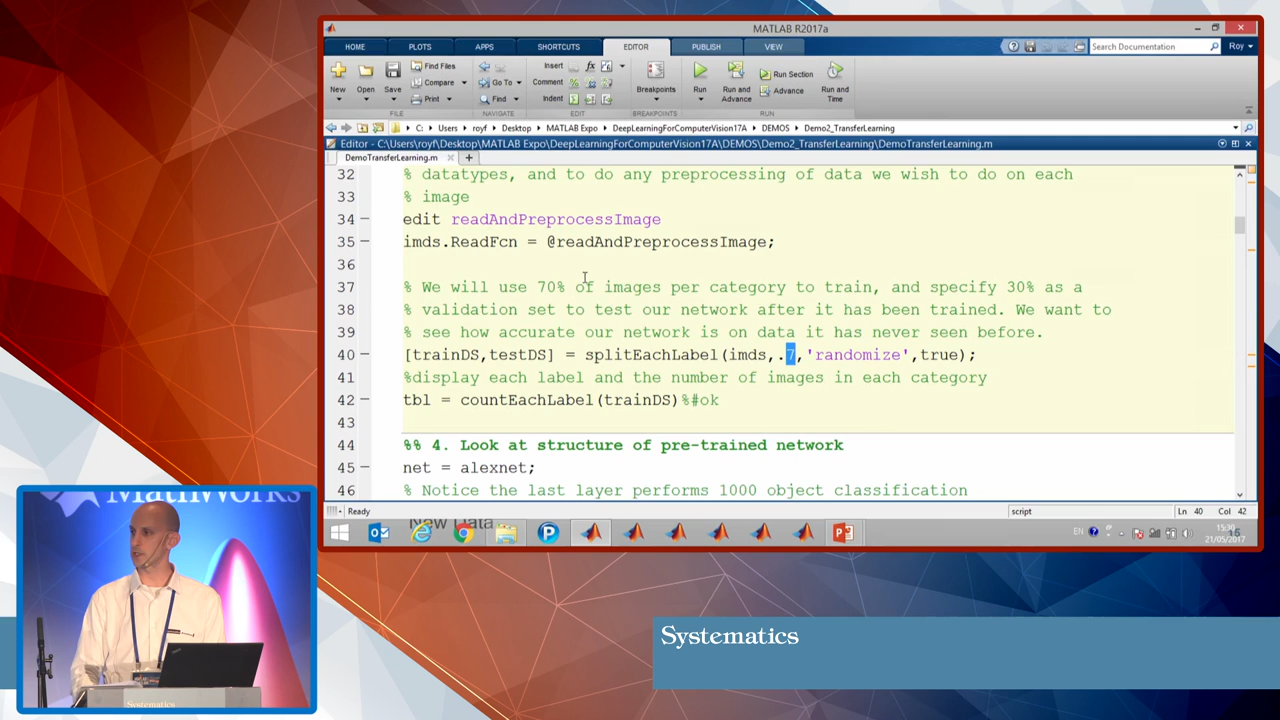 MATLAB R2017a
HOME PLOTS APPS SHORTCUTS EDITOR PUBLISH VIEW Search Documentation Roy
New Open Save Find Files Compare Print Go To Find Insert Comment Indent Breakpoints Run Run and Advance Run Section Advance Run and Time
FILE NAVIGATE EDIT BREAKPOINTS RUN
C: Users royf Desktop MATLAB Expo DeepLearningForComputerVision17A DEMOS Demo2_TransferLearning
Editor - C:\Users\royf\Desktop\MATLAB Expo\DeepLearningForComputerVision17A\DEMOS\Demo2_TransferLearning\DemoTransferLearning.m
DemoTransferLearning.m
32 % datatypes, and to do any preprocessing of data we wish to do on each
33 % image
34 edit readAndPreprocessImage
35 imds.ReadFcn = @readAndPreprocessImage;
36
37 % We will use 70% of images per category to train, and specify 30% as a
38 % validation set to test our network after it has been trained. We want to
39 % see how accurate our network is on data it has never seen before.
40 [trainDS,testDS] = splitEachLabel(imds,.7,'randomize',true);
41 %display each label and the number of images in each category
42 tbl = countEachLabel(trainDS)%#ok
43
44 %% 4. Look at structure of pre-trained network
45 net = alexnet;
46 % Notice the last layer performs 1000 object classification
Ready script Ln 40 Col 42
New Data
EN 15:30
21/05/2017
MathWorks
Systematics
Systematics